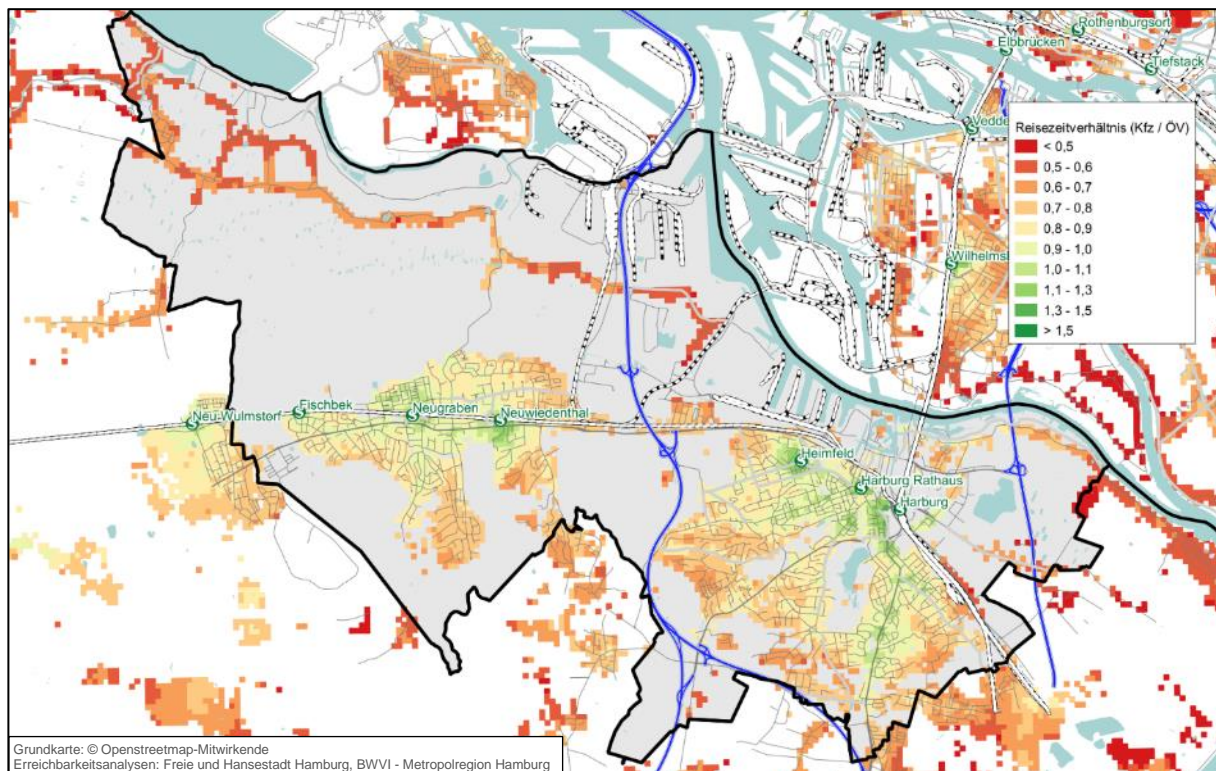 Rothenburgsort
Elbbrücken
Tiefstack
Reisezeitverhältnis (Kfz / ÖV)
< 0,5
0,5 - 0,6
0,6 - 0,7
0,7 - 0,8
0,8 - 0,9
0,9 - 1,0
1,0 - 1,1
1,1 - 1,3
1,3 - 1,5
> 1,5
Neu Wulmstorf
Fischbek
Neugraben
Neuwiedenthal
Heimfeld
Harburg Rathaus
Harburg
Grundkarte: © Openstreetmap-Mitwirkende
Erreichbarkeitsanalysen: Freie und Hansestadt Hamburg, BWVI - Metropolregion Hamburg